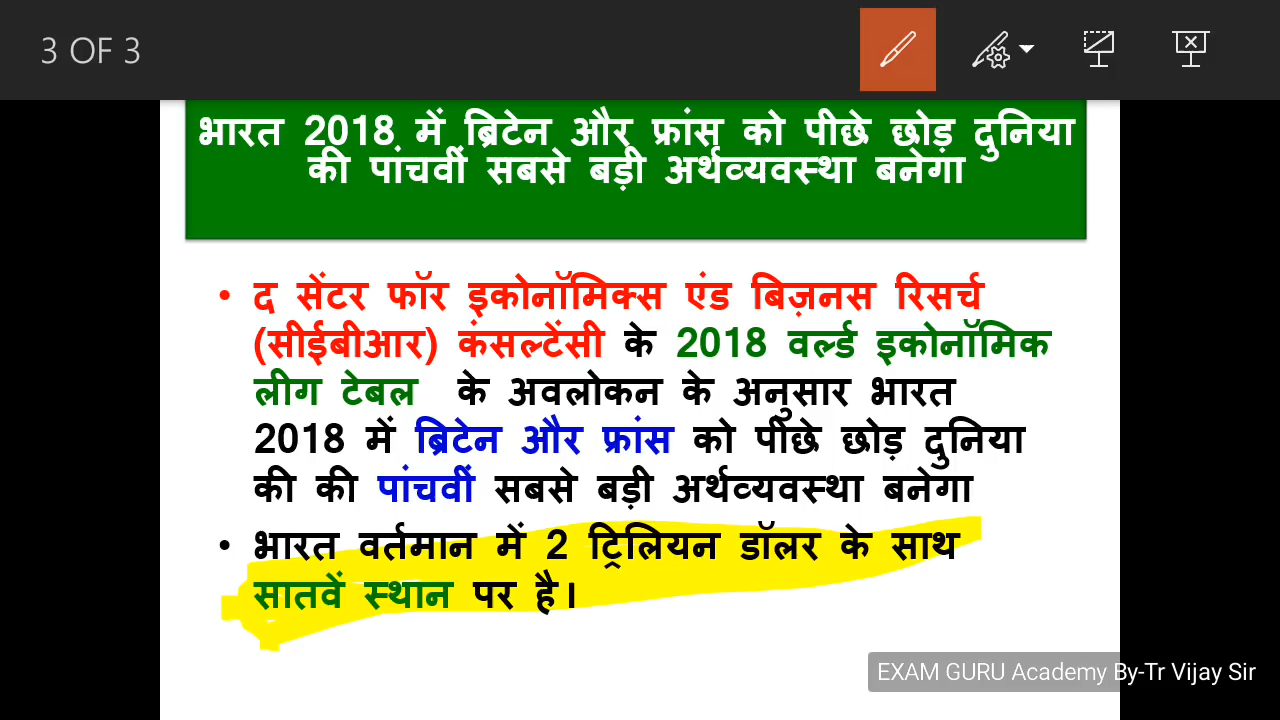 3 OF 3
भारत 2018 में ब्रिटेन और फ्रांस को पीछे छोड़ दुनिया
की पांचवीं सबसे बड़ी अर्थव्यवस्था बनेगा
• द सेंटर फॉर इकोनॉमिक्स एंड बिज़नस रिसर्च
(सीईबीआर) कंसल्टेंसी के 2018 वर्ल्ड इकोनॉमिक
लीग टेबल के अवलोकन के अनुसार भारत
2018 में ब्रिटेन और फ्रांस को पीछे छोड़ दुनिया
की की पांचवीं सबसे बड़ी अर्थव्यवस्था बनेगा
• भारत वर्तमान में 2 ट्रिलियन डॉलर के साथ
सातवें स्थान पर है।
EXAM GURU Academy By-Tr Vijay Sir